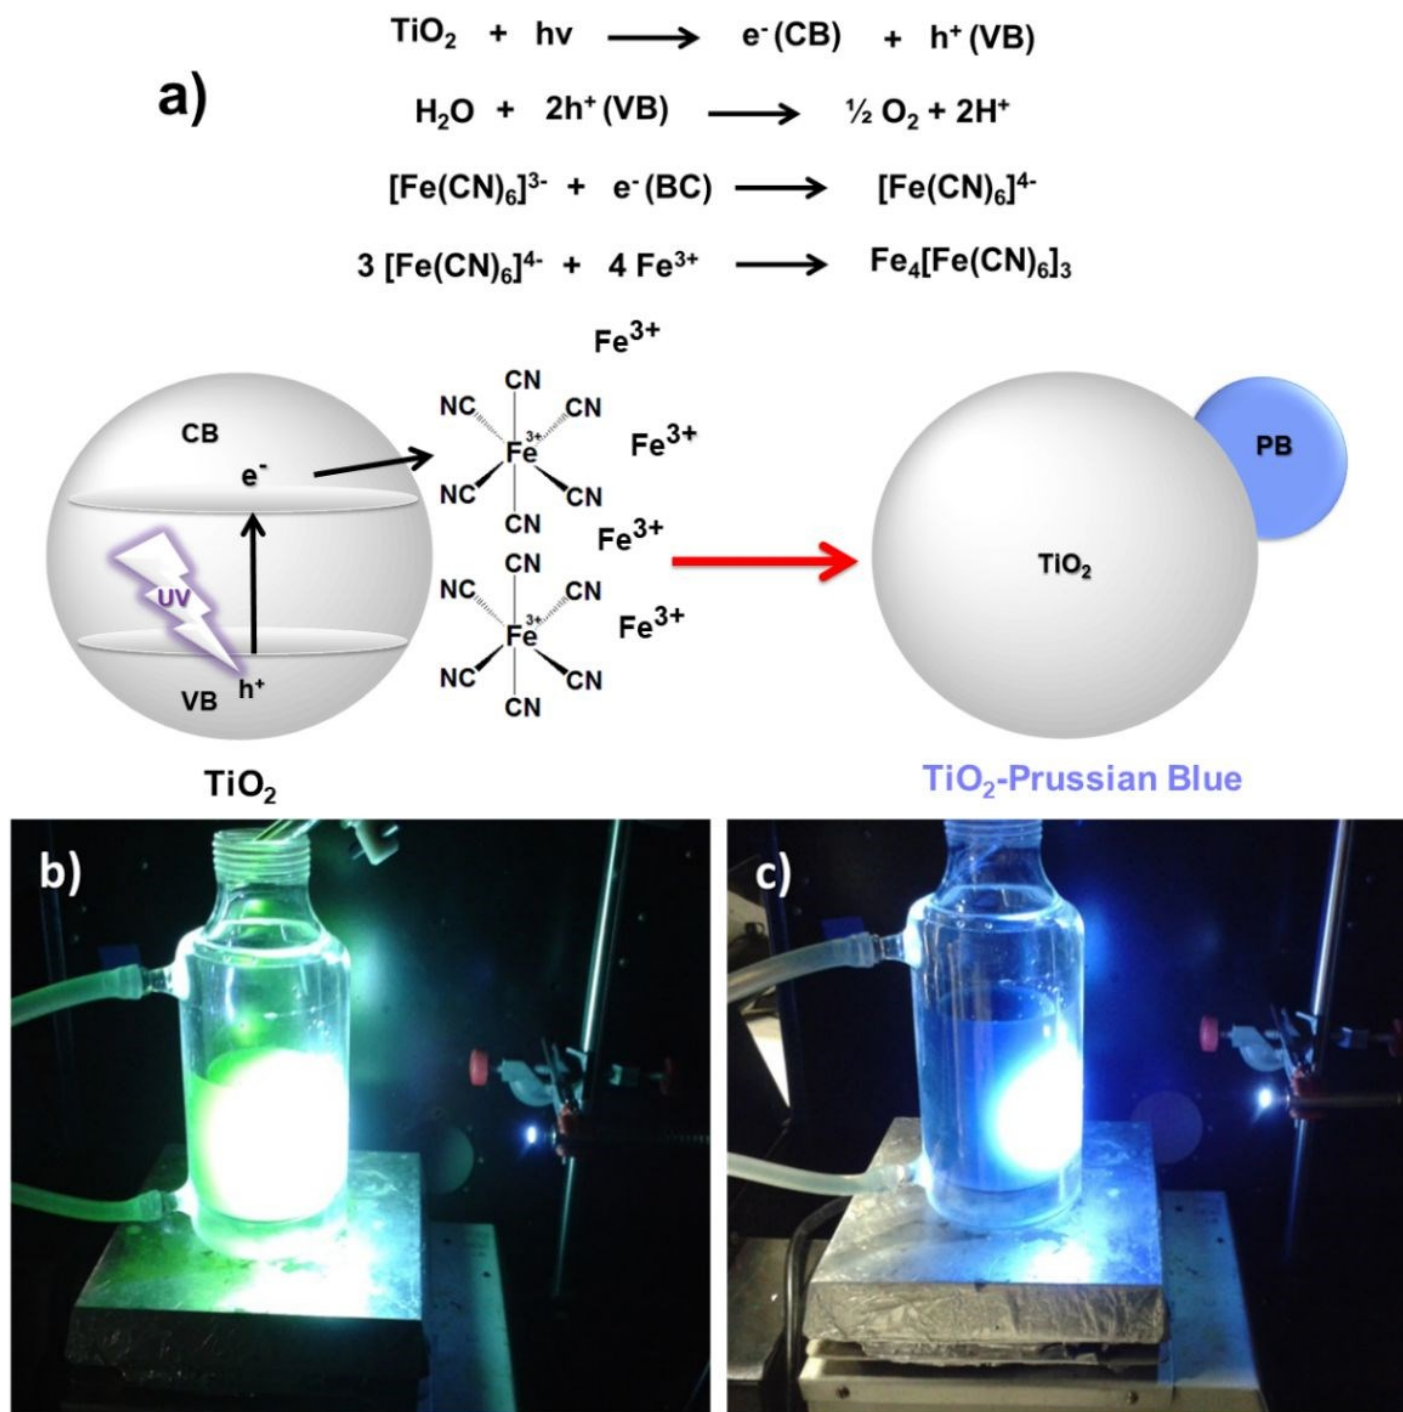 TiO₂ + hv ⟶ e⁻ (CB) + h⁺ (VB)
a)
H₂O + 2h⁺ (VB) ⟶ ½ O₂ + 2H⁺
[Fe(CN)₆]³⁻ + e⁻ (BC) ⟶ [Fe(CN)₆]⁴⁻
3 [Fe(CN)₆]⁴⁻ + 4 Fe³⁺ ⟶ Fe₄[Fe(CN)₆]₃
CB
e⁻
UV
VB
h⁺
TiO₂
CN
NC
CN
Fe³⁺
NC
CN
CN
CN
NC
CN
Fe³⁺
NC
CN
CN
Fe³⁺
Fe³⁺
Fe³⁺
Fe³⁺
PB
TiO₂
TiO₂-Prussian Blue
b)
c)